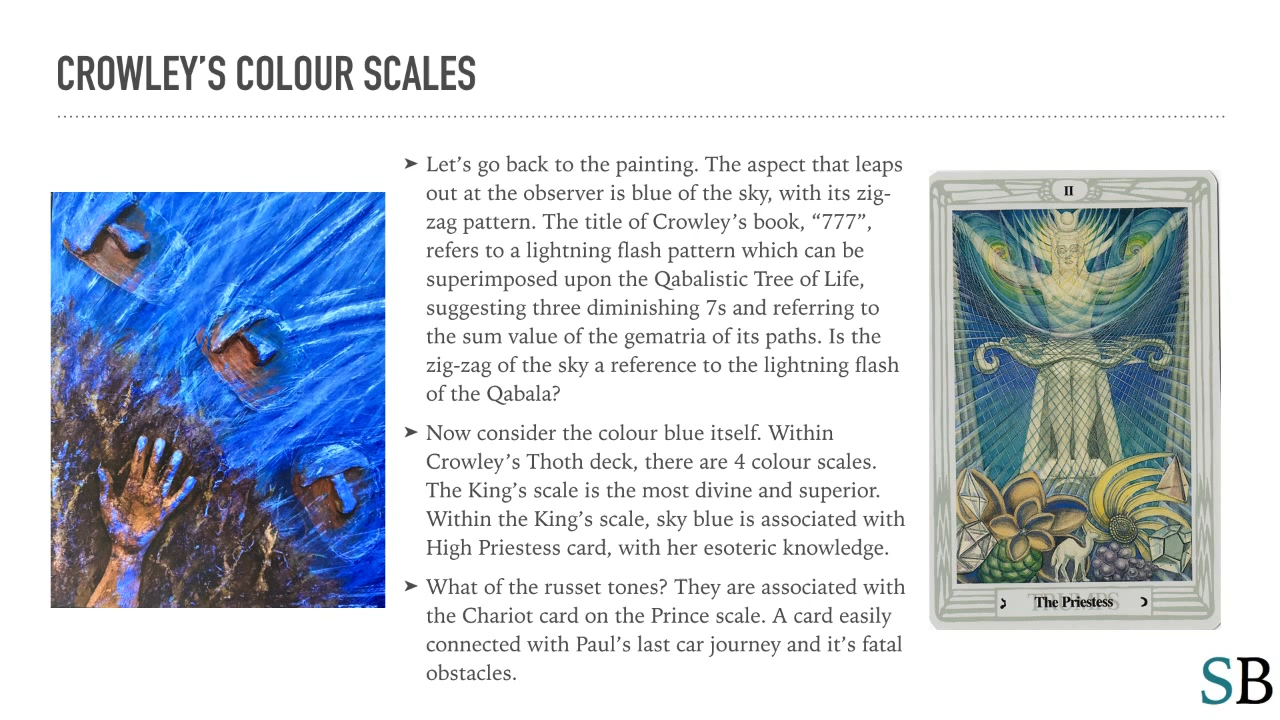 CROWLEY’S COLOUR SCALES
➤ Let’s go back to the painting. The aspect that leaps
out at the observer is blue of the sky, with its zig-
zag pattern. The title of Crowley’s book, “777”,
refers to a lightning flash pattern which can be
superimposed upon the Qabalistic Tree of Life,
suggesting three diminishing 7s and referring to
the sum value of the gematria of its paths. Is the
zig-zag of the sky a reference to the lightning flash
of the Qabala?
➤ Now consider the colour blue itself. Within
Crowley’s Thoth deck, there are 4 colour scales.
The King’s scale is the most divine and superior.
Within the King’s scale, sky blue is associated with
High Priestess card, with her esoteric knowledge.
➤ What of the russet tones? They are associated with
the Chariot card on the Prince scale. A card easily
connected with Paul’s last car journey and it’s fatal
obstacles.
II
TRUMPS
The Priestess
SB